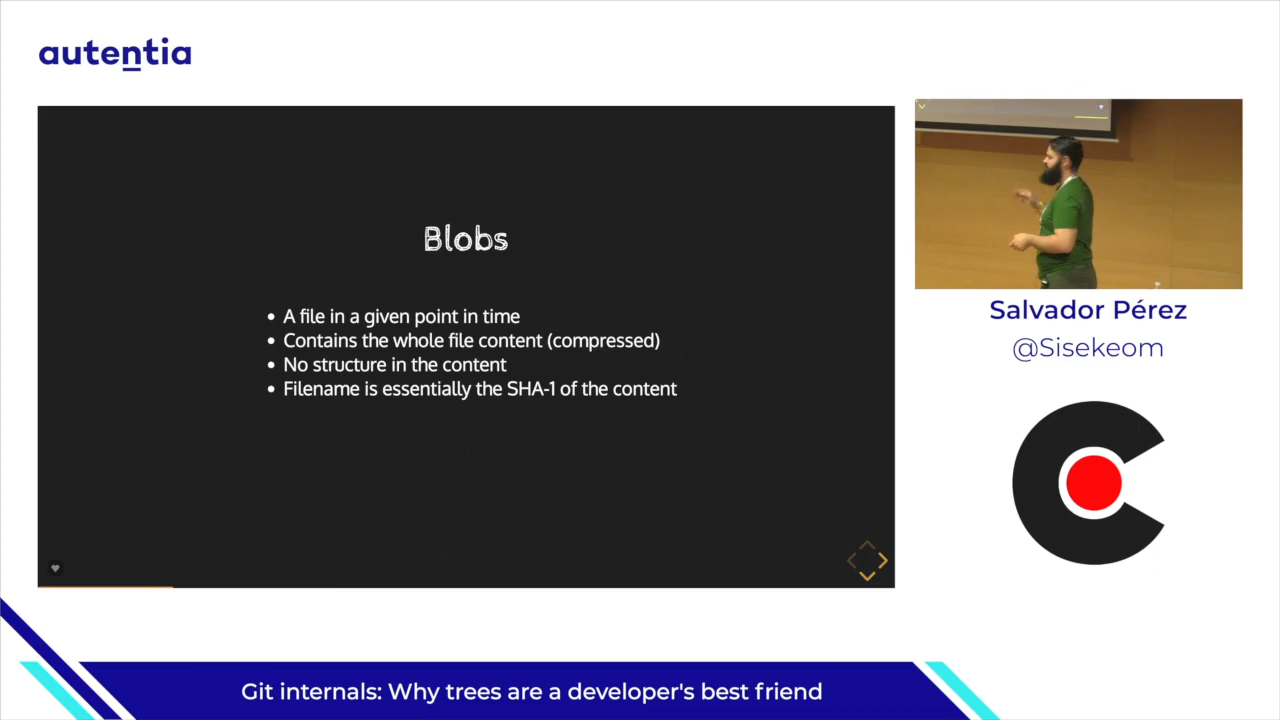 autentia
Blobs
A file in a given point in time
Contains the whole file content (compressed)
No structure in the content
Filename is essentially the SHA-1 of the content
Salvador Pérez
@Sisekeom
Git internals: Why trees are a developer's best friend